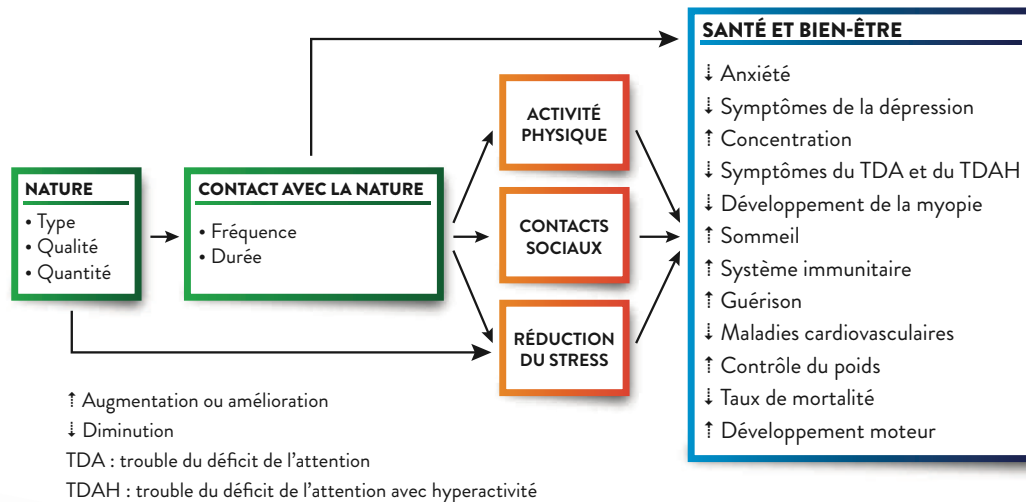 NATURE
• Type
• Qualité
• Quantité
CONTACT AVEC LA NATURE
• Fréquence
• Durée
ACTIVITÉ
PHYSIQUE
CONTACTS
SOCIAUX
RÉDUCTION
DU STRESS
SANTÉ ET BIEN-ÊTRE
⇣ Anxiété
⇣ Symptômes de la dépression
⇡ Concentration
⇣ Symptômes du TDA et du TDAH
⇣ Développement de la myopie
⇡ Sommeil
⇡ Système immunitaire
⇡ Guérison
⇣ Maladies cardiovasculaires
⇡ Contrôle du poids
⇣ Taux de mortalité
⇡ Développement moteur
⇡ Augmentation ou amélioration
⇣ Diminution
TDA : trouble du déficit de l’attention
TDAH : trouble du déficit de l’attention avec hyperactivité